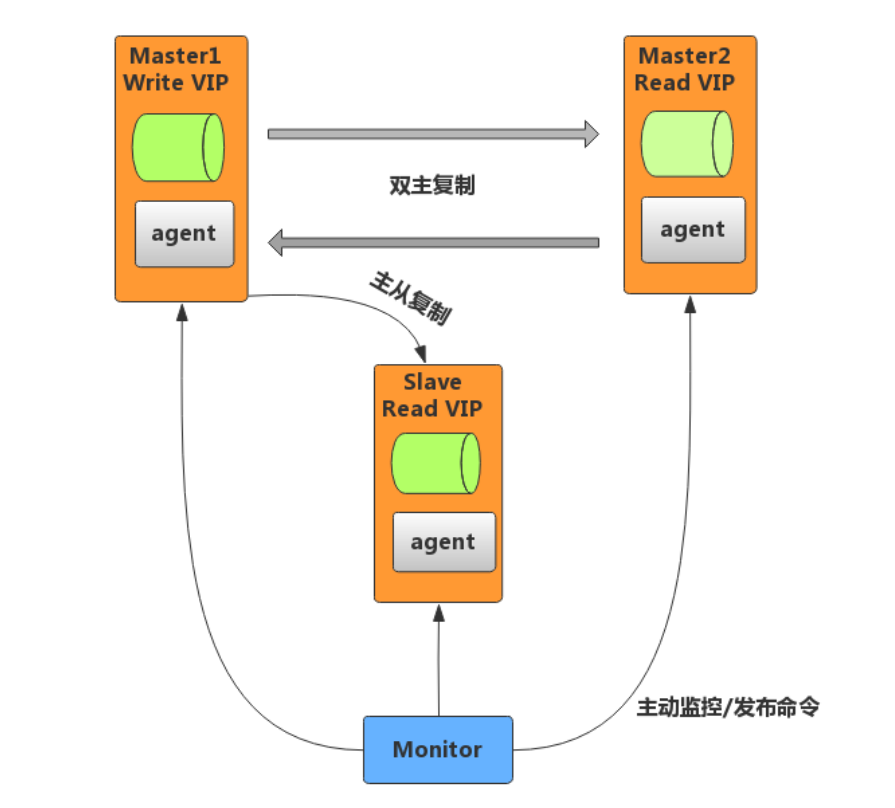 Master1
Write VIP
Master2
Read VIP
双主复制
agent
agent
主从复制
Slave
Read VIP
agent
主动监控/发布命令
Monitor